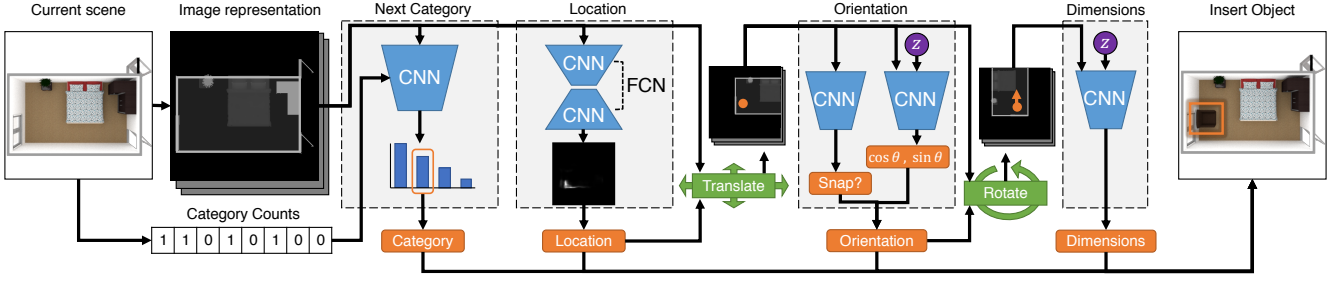 Current scene
Image representation
Next Category
Location
Orientation
Dimensions
Insert Object
CNN
CNN
CNN
FCN
Z
Z
CNN
CNN
CNN
cos θ , sin θ
Translate
Snap?
Rotate
Category Counts
1 1 0 1 0 1 0 0
Category
Location
Orientation
Dimensions